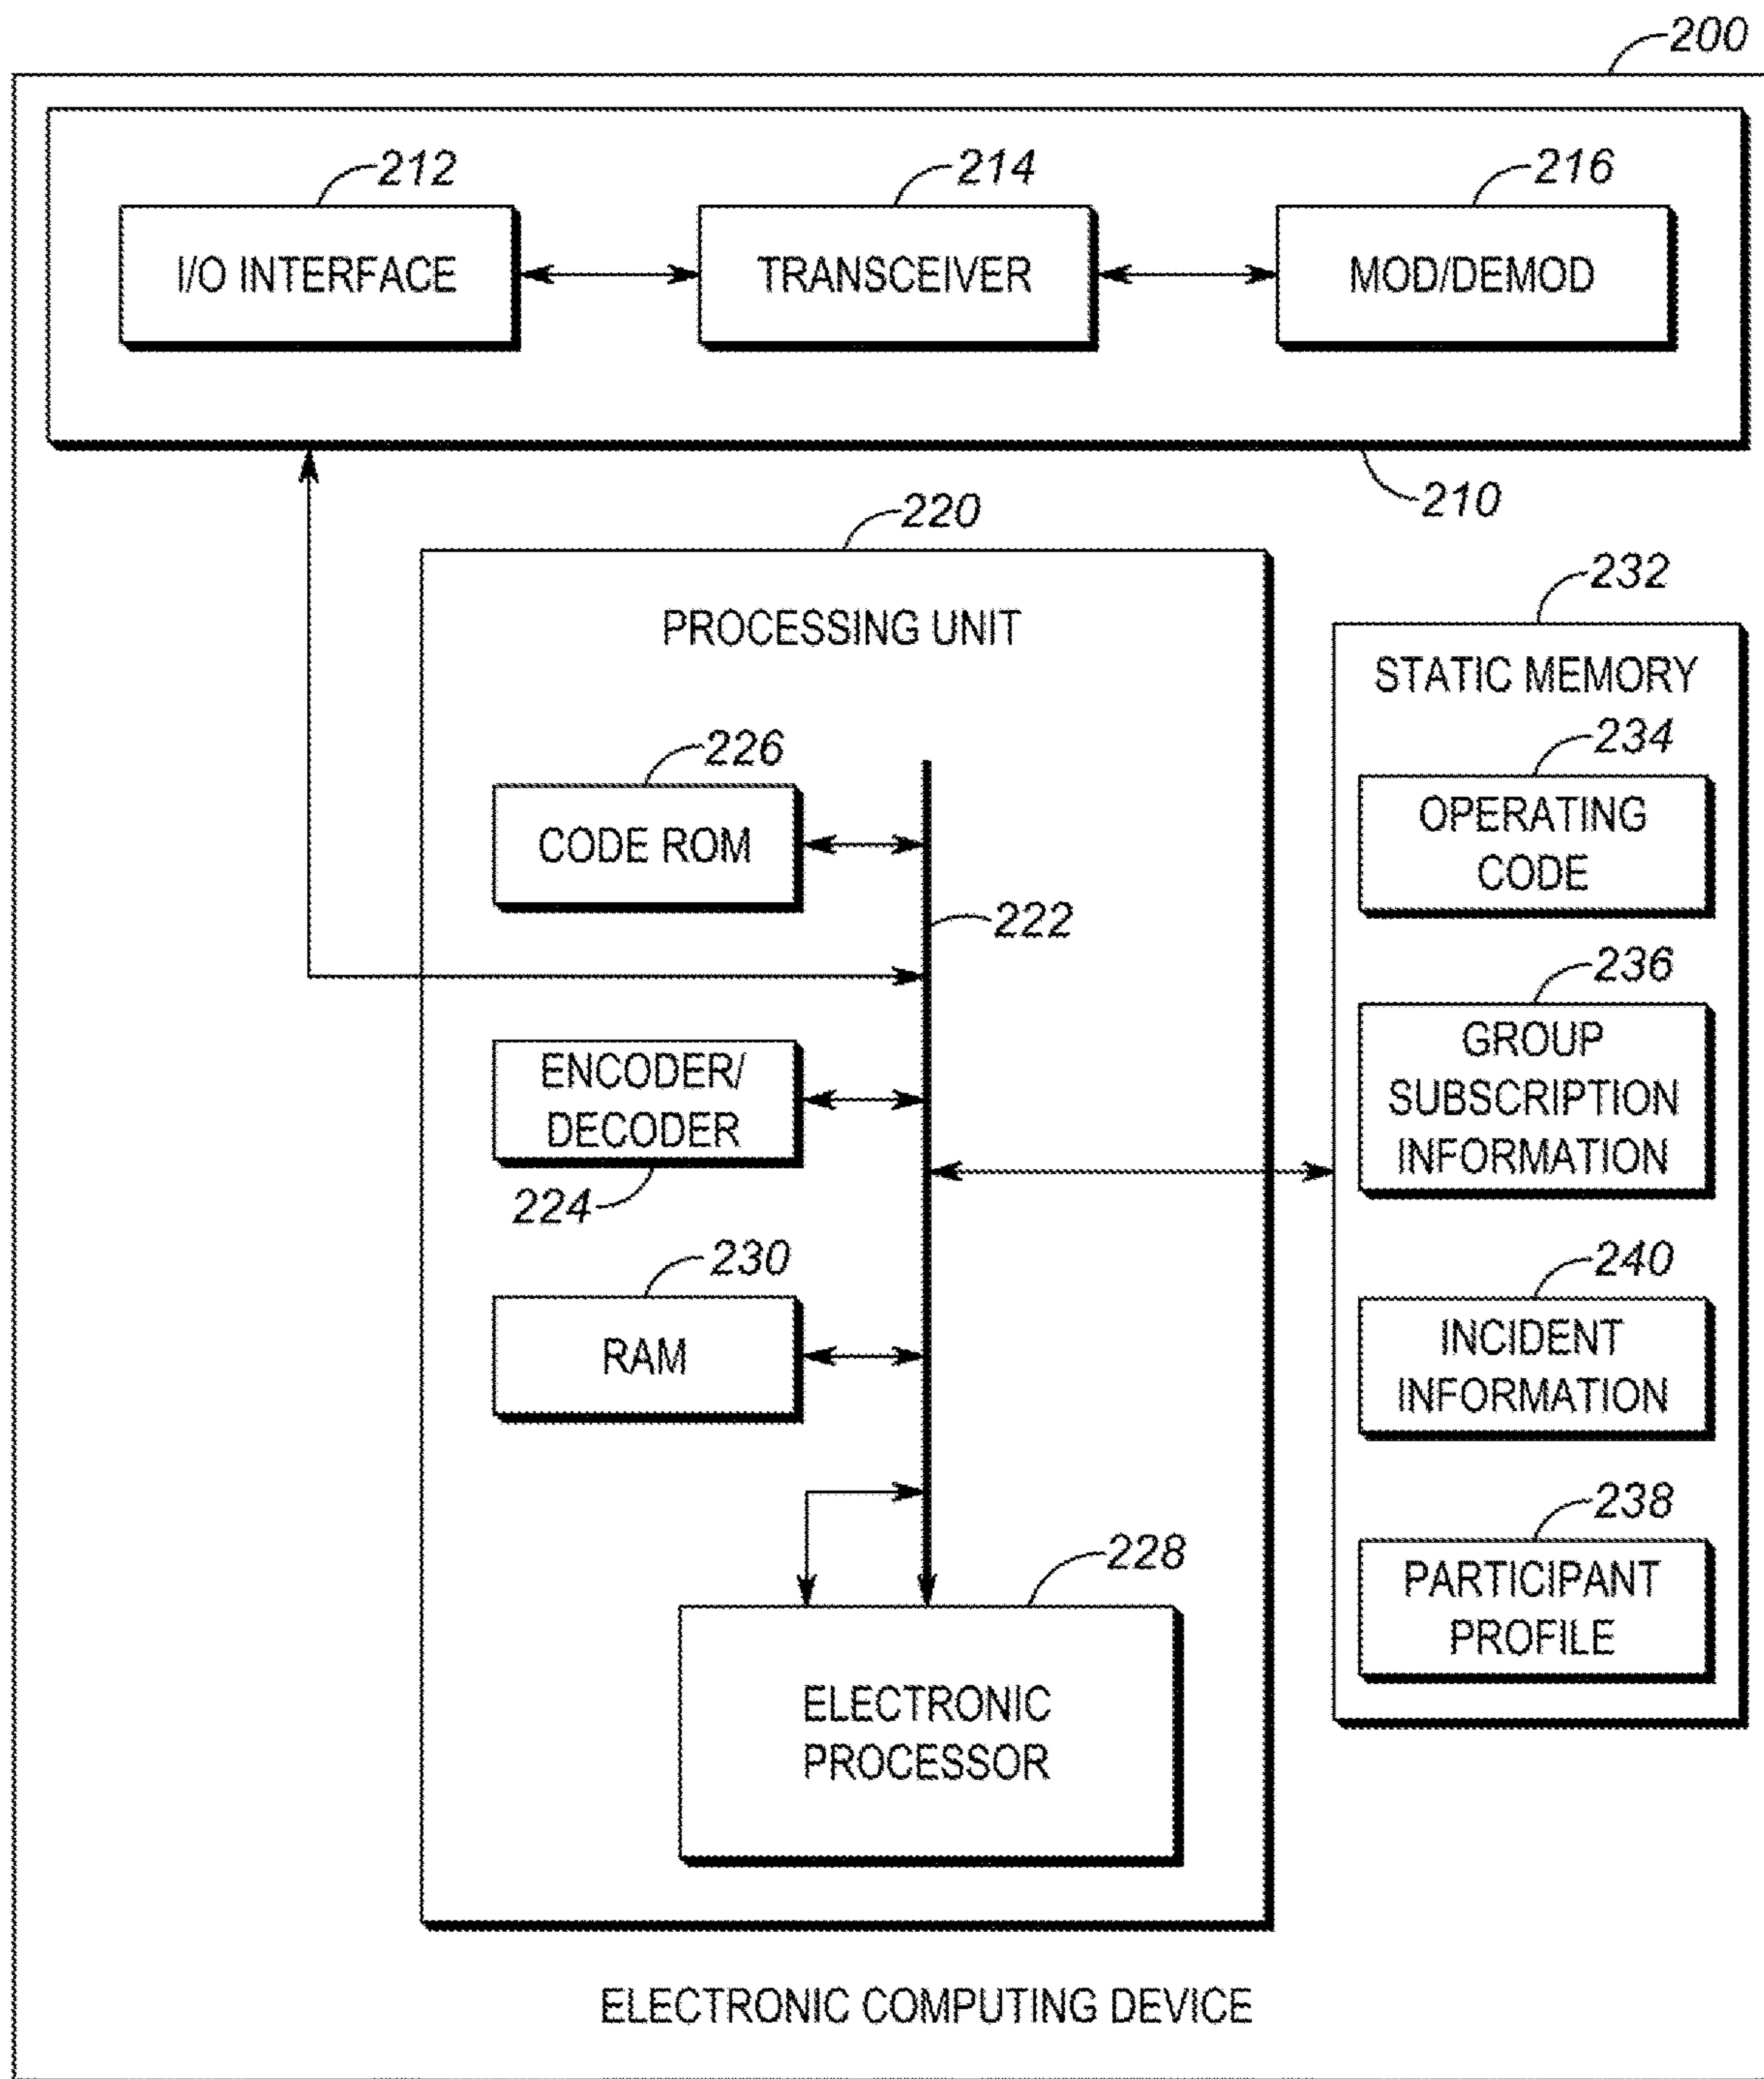 200
212
214
216
I/O INTERFACE
TRANSCEIVER
MOD/DEMOD
210
220
PROCESSING UNIT
232
STATIC MEMORY
226
CODE ROM
234
OPERATING
CODE
222
236
GROUP
SUBSCRIPTION
INFORMATION
ENCODER/
DECODER
224
230
RAM
240
INCIDENT
INFORMATION
238
PARTICIPANT
PROFILE
228
ELECTRONIC
PROCESSOR
ELECTRONIC COMPUTING DEVICE